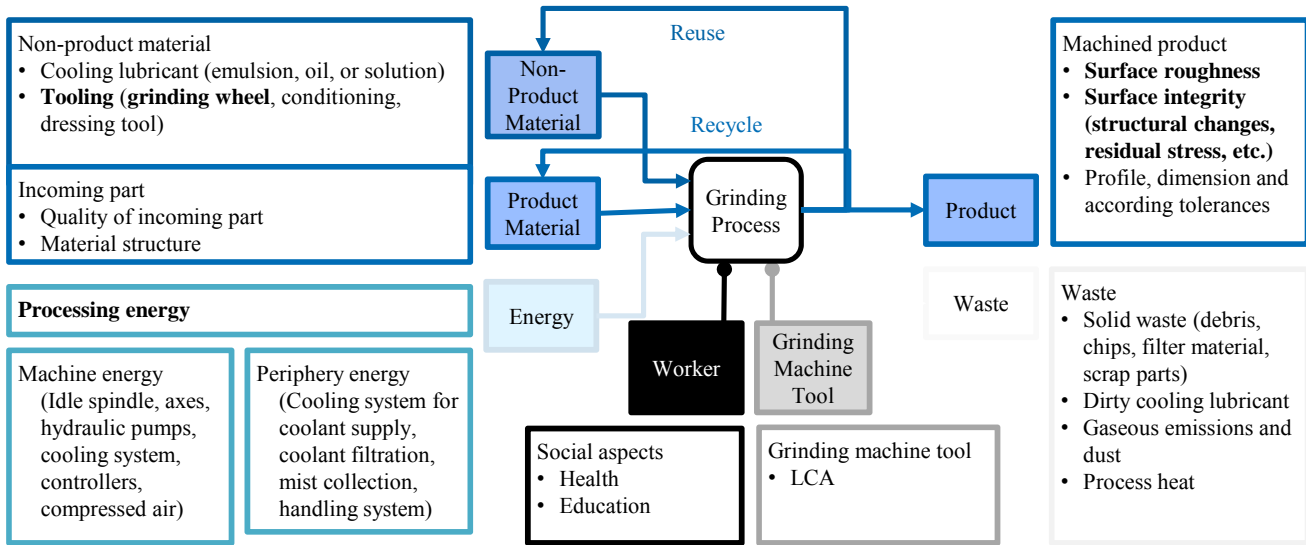 Non-product material
• Cooling lubricant (emulsion, oil, or solution)
• Tooling (grinding wheel, conditioning,
dressing tool)
Incoming part
• Quality of incoming part
• Material structure
Processing energy
Machine energy
(Idle spindle, axes,
hydraulic pumps,
cooling system,
controllers,
compressed air)
Periphery energy
(Cooling system for
coolant supply,
coolant filtration,
mist collection,
handling system)
Reuse
Non-
Product
Material
Recycle
Product
Material
Energy
Grinding
Process
Worker
Grinding
Machine
Tool
Social aspects
• Health
• Education
Grinding machine tool
• LCA
Product
Waste
Machined product
• Surface roughness
• Surface integrity
(structural changes,
residual stress, etc.)
• Profile, dimension and
according tolerances
Waste
• Solid waste (debris,
chips, filter material,
scrap parts)
• Dirty cooling lubricant
• Gaseous emissions and
dust
• Process heat